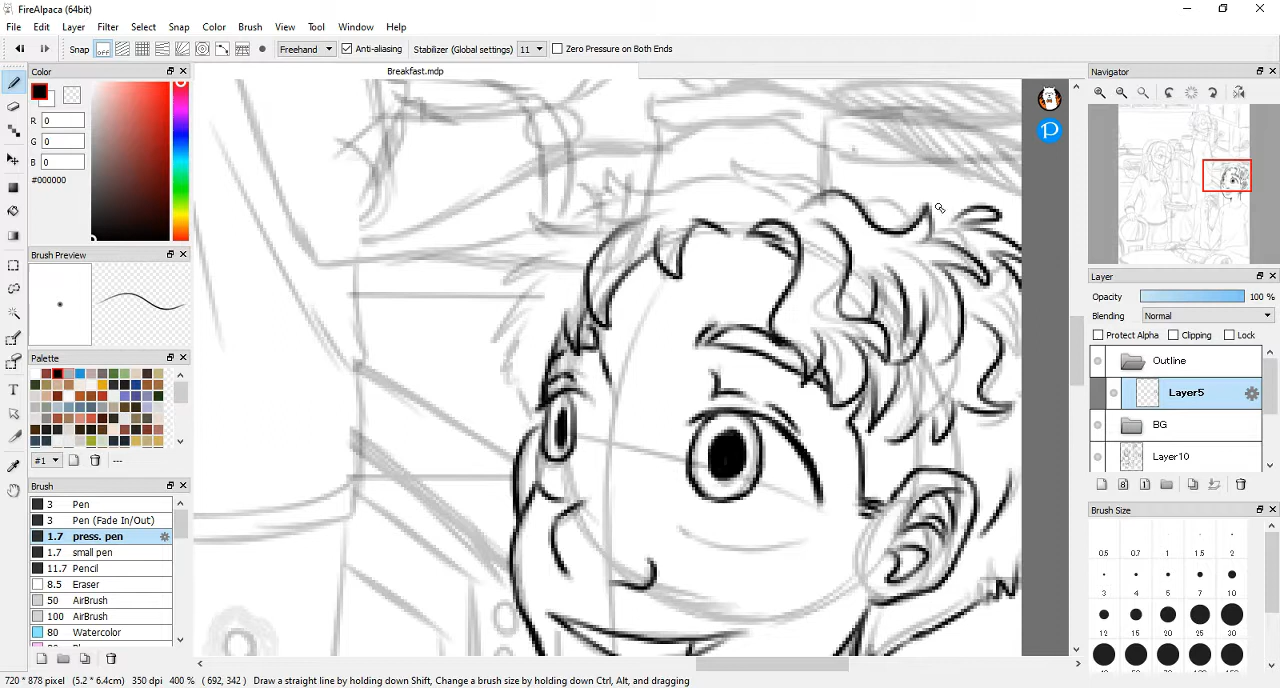 FireAlpaca (64bit)
File Edit Layer Filter Select Snap Color Brush View Tool Window Help
Snap OFF Freehand Anti-aliasing Stabilizer (Global settings) 11 Zero Pressure on Both Ends
Color
R 0
G 0
B 0
#000000
Brush Preview
Palette
#1 ---
Brush
3 Pen
3 Pen (Fade In/Out)
1.7 press. pen
1.7 small pen
11.7 Pencil
8.5 Eraser
50 AirBrush
100 AirBrush
80 Watercolor
Breakfast.mdp
Navigator
Layer
Opacity 100 %
Blending Normal
Protect Alpha Clipping Lock
Outline
Layer5
BG
Layer10
Brush Size
0.5 0.7 1 1.5 2
3 4 5 7 10
12 15 20 25 30
720 * 878 pixel (5.2 * 6.4cm) 350 dpi 400 % ( 692, 342 ) Draw a straight line by holding down Shift, Change a brush size by holding down Ctrl, Alt, and dragging